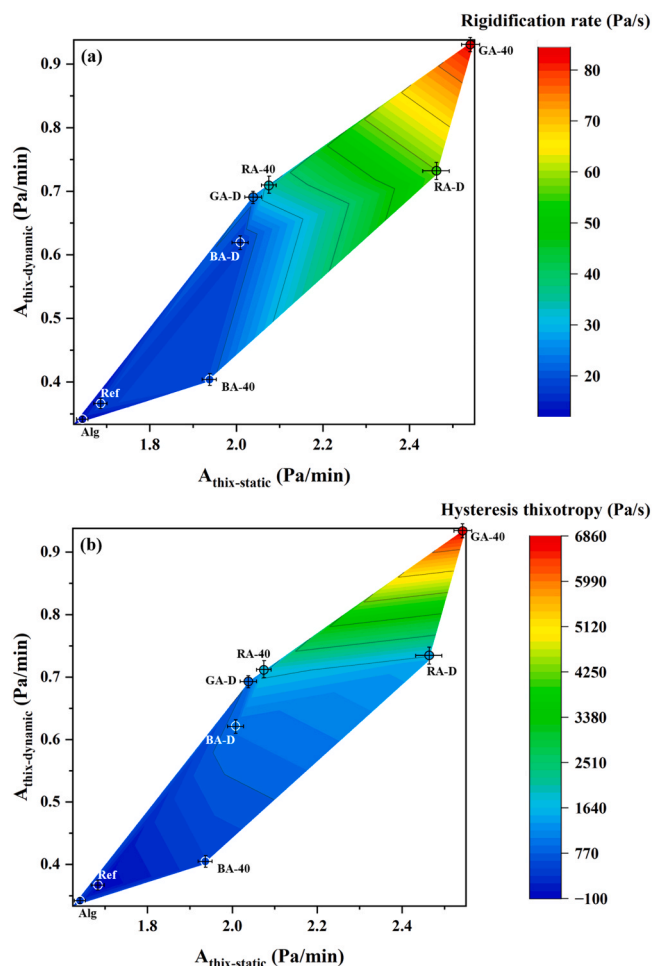 Rigidification rate (Pa/s)
(a)
GA-40
0.9
80
0.8
70
RA-40
RA-D
0.7
GA-D
60
BA-D
50
0.6
40
0.5
30
0.4
Ref
BA-40
20
Alg
1.8
2.0
2.2
2.4
A_thix-static (Pa/min)
A_thix-dynamic (Pa/min)
Hysteresis thixotropy (Pa/s)
(b)
GA-40
6860
0.9
5990
0.8
5120
RA-40
4250
0.7
GA-D
RA-D
BA-D
3380
0.6
2510
0.5
1640
0.4
Ref
BA-40
770
Alg
-100
1.8
2.0
2.2
2.4
A_thix-static (Pa/min)
A_thix-dynamic (Pa/min)